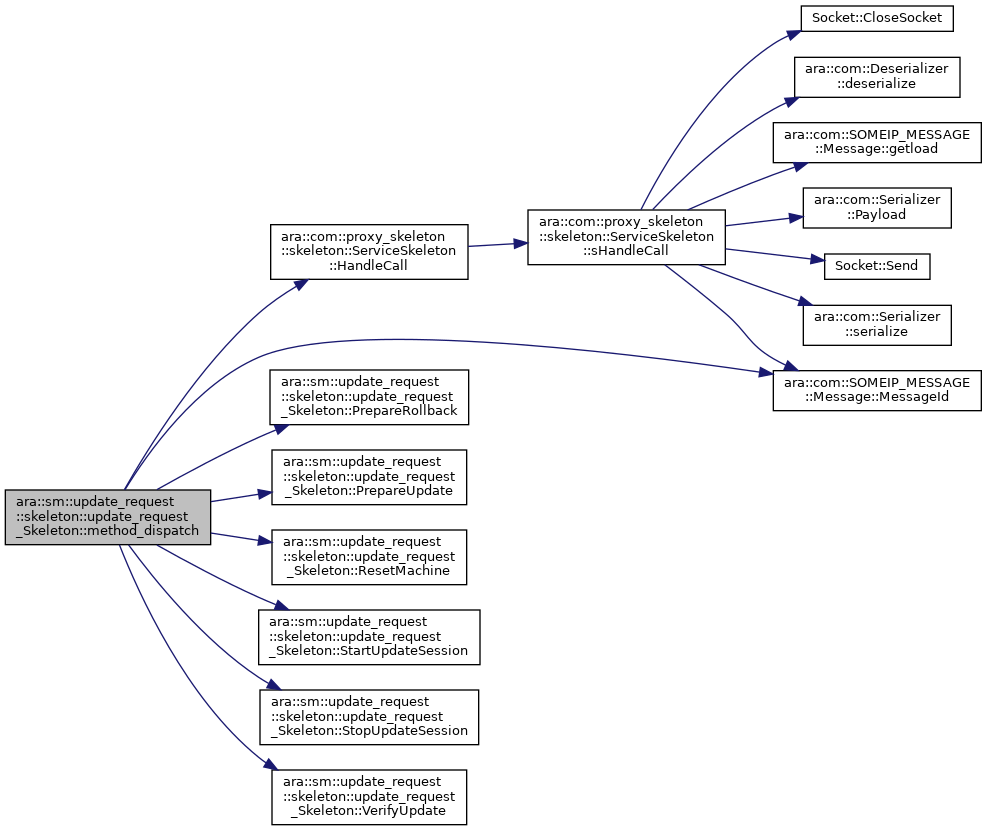 Socket::CloseSocket
ara::com::Deserializer
::deserialize
ara::com::SOMEIP_MESSAGE
::Message::getload
ara::com::Serializer
::Payload
ara::com::proxy_skeleton
::skeleton::ServiceSkeleton
::sHandleCall
ara::com::proxy_skeleton
::skeleton::ServiceSkeleton
::HandleCall
Socket::Send
ara::com::Serializer
::serialize
ara::com::SOMEIP_MESSAGE
::Message::MessageId
ara::sm::update_request
::skeleton::update_request
_Skeleton::PrepareRollback
ara::sm::update_request
::skeleton::update_request
_Skeleton::PrepareUpdate
ara::sm::update_request
::skeleton::update_request
_Skeleton::method_dispatch
ara::sm::update_request
::skeleton::update_request
_Skeleton::ResetMachine
ara::sm::update_request
::skeleton::update_request
_Skeleton::StartUpdateSession
ara::sm::update_request
::skeleton::update_request
_Skeleton::StopUpdateSession
ara::sm::update_request
::skeleton::update_request
_Skeleton::VerifyUpdate